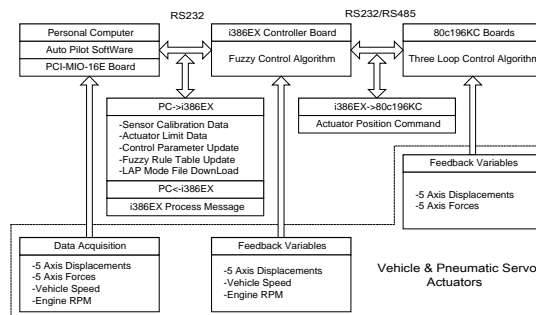 RS232
RS232/RS485
Personal Computer
Auto Pilot SoftWare
PCI-MIO-16E Board
i386EX Controller Board
Fuzzy Control Algorithm
80c196KC Boards
Three Loop Control Algorithm
PC->i386EX
-Sensor Calibration Data
-Actuator Limit Data
-Control Parameter Update
-Fuzzy Rule Table Update
-LAP Mode File DownLoad
PC<-i386EX
i386EX Process Message
i386EX->80c196KC
Actuator Position Command
Feedback Variables
-5 Axis Displacements
-5 Axis Forces
Data Acquisition
-5 Axis Displacements
-5 Axis Forces
-Vehicle Speed
-Engine RPM
Feedback Variables
-5 Axis Displacements
-Vehicle Speed
-Engine RPM
Vehicle & Pneumatic Servo
Actuators